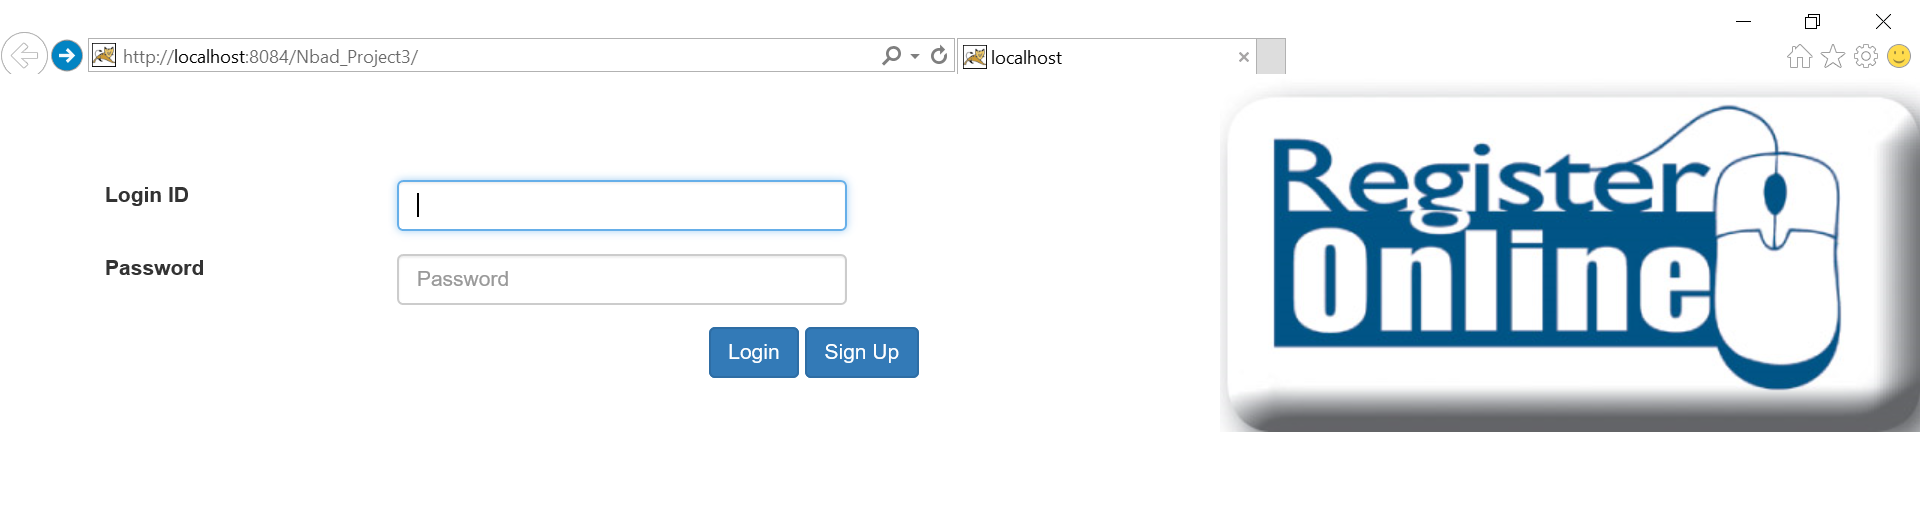 http://localhost:8084/Nbad_Project3/
localhost
Register
Online
Login ID
Password
Password
Login
Sign Up